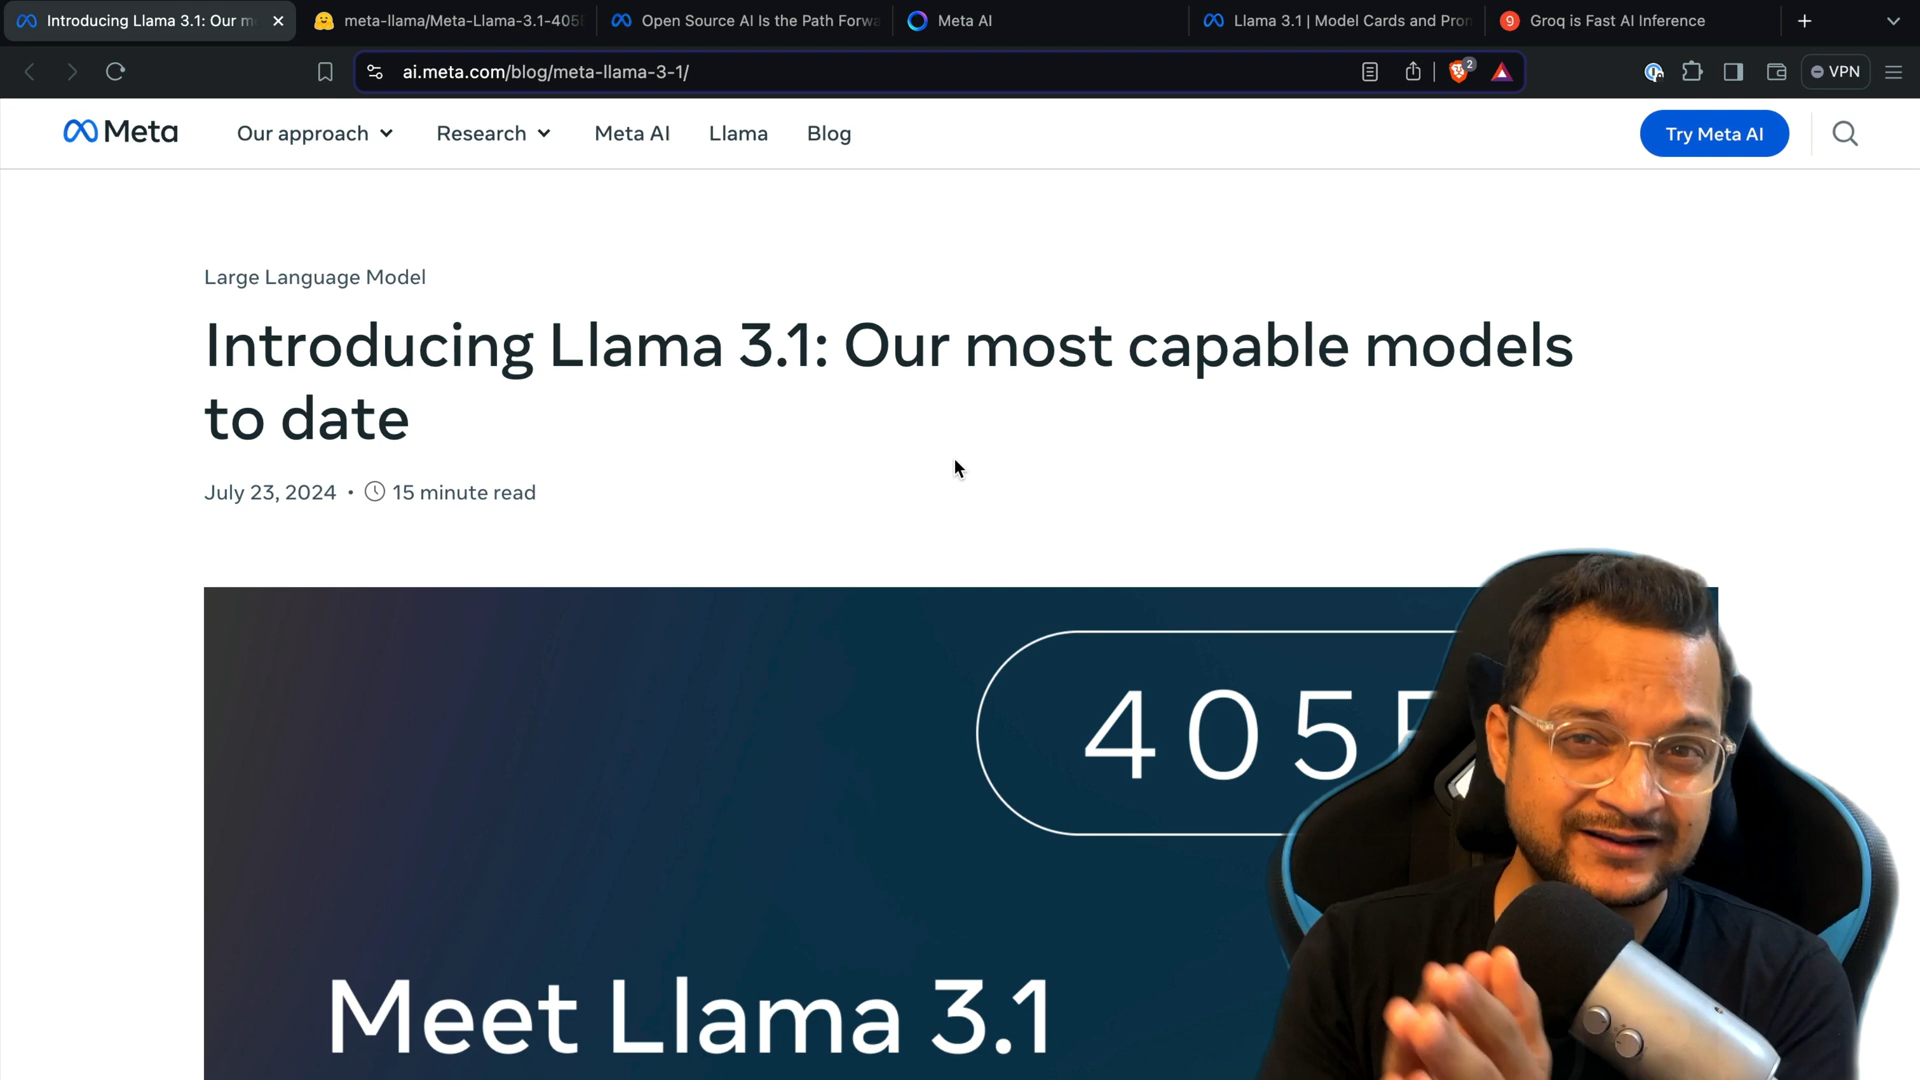 Introducing Llama 3.1: Our m
meta-llama/Meta-Llama-3.1-405
Open Source AI Is the Path Forwa
Meta AI
Llama 3.1 | Model Cards and Pron
Groq is Fast AI Inference
ai.meta.com/blog/meta-llama-3-1/
2
VPN
Meta
Our approach
Research
Meta AI
Llama
Blog
Try Meta AI
Large Language Model
Introducing Llama 3.1: Our most capable models
to date
July 23, 2024 • 15 minute read
405
Meet Llama 3.1